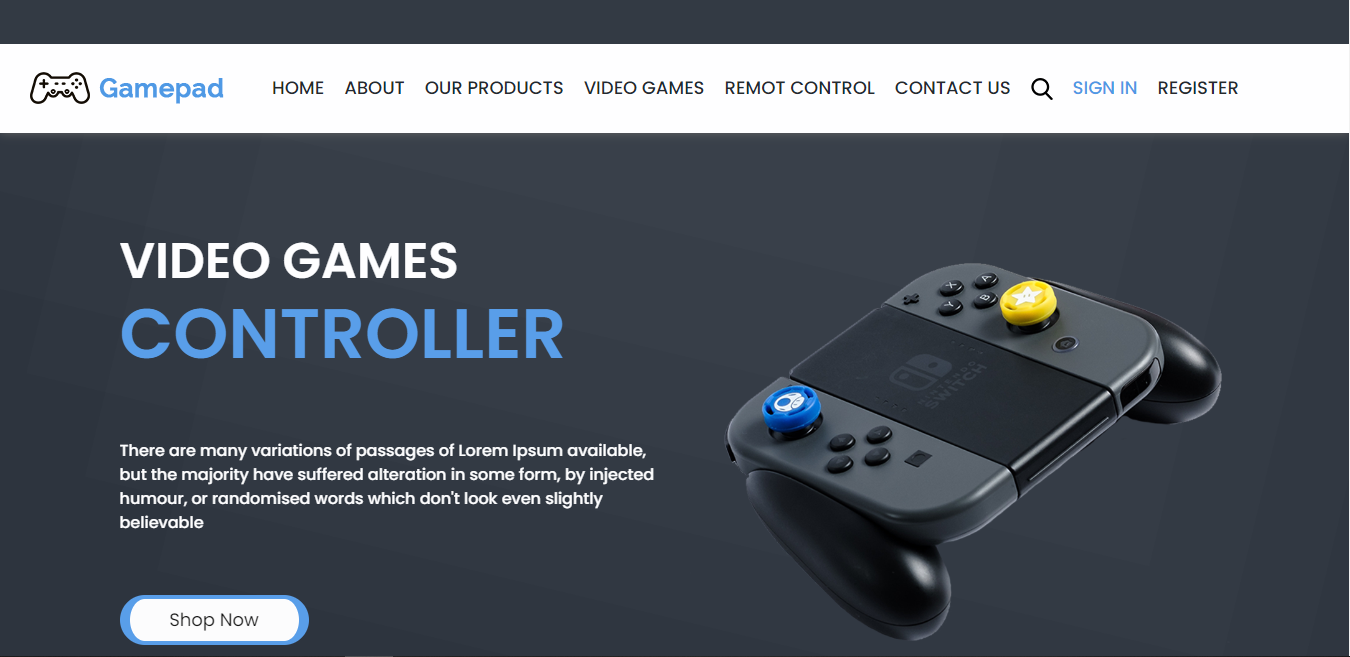 Gamepad
HOME ABOUT OUR PRODUCTS VIDEO GAMES REMOT CONTROL CONTACT US SIGN IN REGISTER
VIDEO GAMES
CONTROLLER
There are many variations of passages of Lorem Ipsum available,
but the majority have suffered alteration in some form, by injected
humour, or randomised words which don't look even slightly
believable
Shop Now
X
A
Y
B
NINTENDO
SWITCH